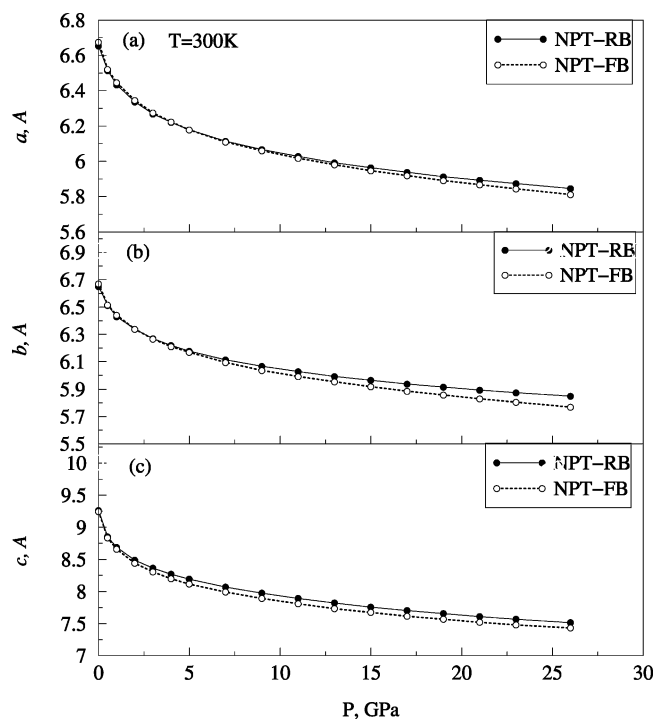 6.8
(a) T=300K
NPT−RB
NPT−FB
6.6
6.4
6.2
6
5.8
5.6
a, A
6.9
(b)
NPT−RB
NPT−FB
6.7
6.5
6.3
6.1
5.9
5.7
5.5
b, A
10
(c)
NPT−RB
NPT−FB
9.5
9
8.5
8
7.5
7
c, A
0 5 10 15 20 25 30
P, GPa